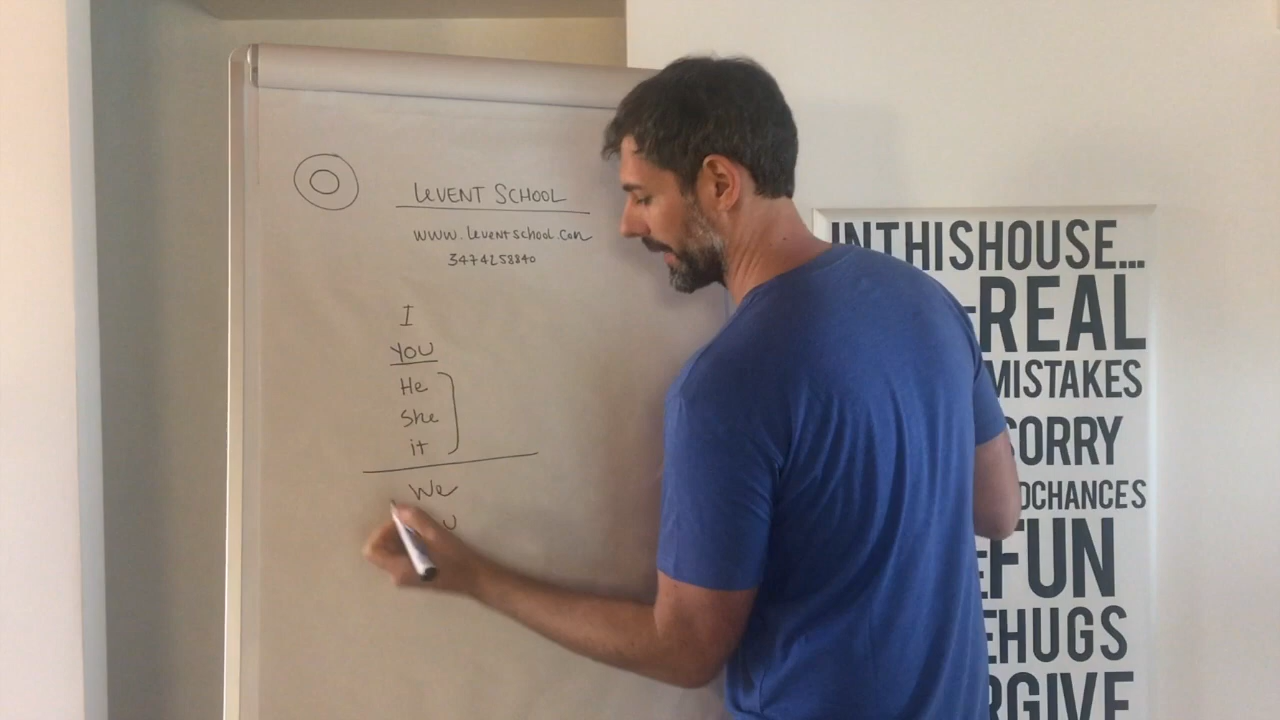 LEVENT SCHOOL
www.leventschool.com
3474258840
I
YOU
He
She
it
We
U
IN THIS HOUSE...
REAL
MISTAKES
SORRY
CHANCES
FUN
HUGS